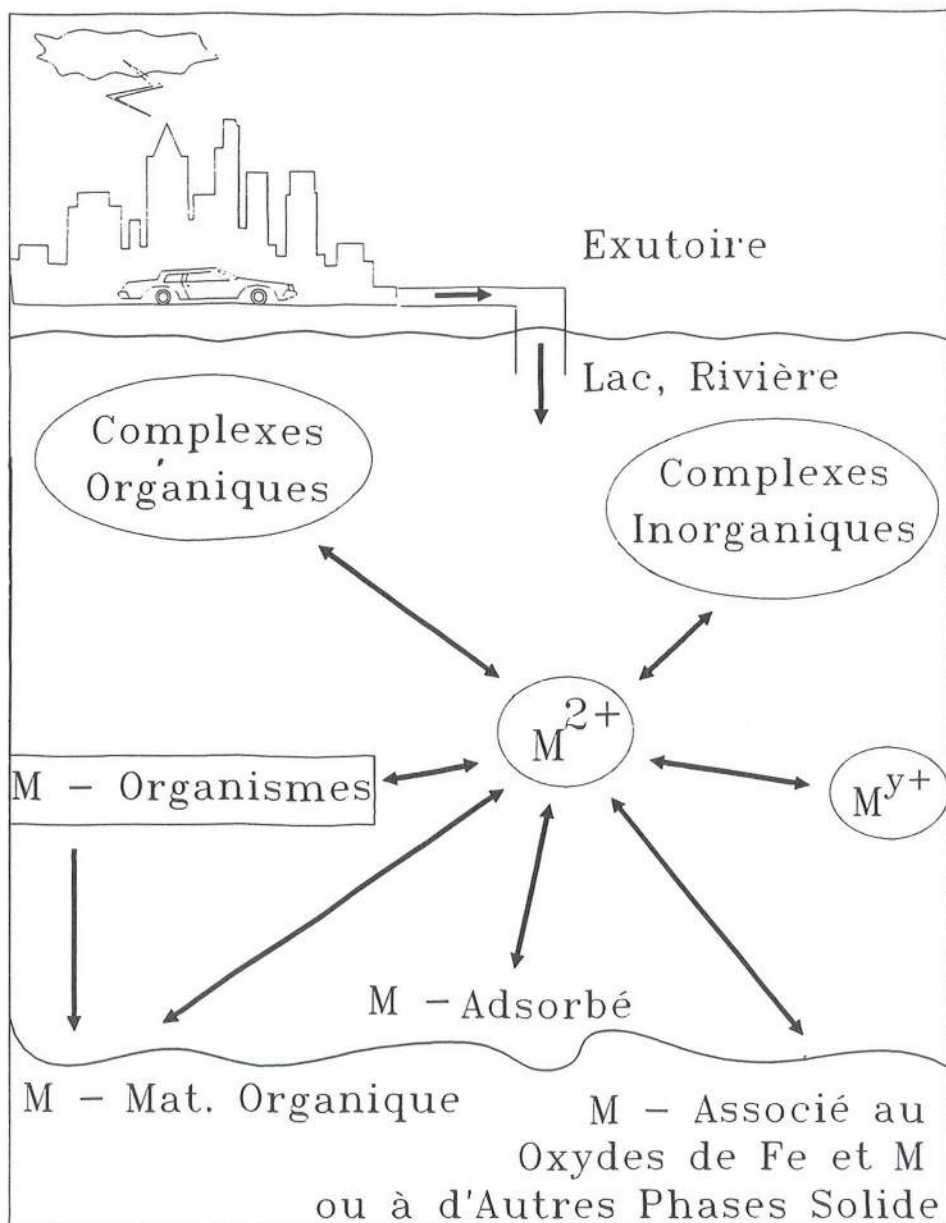 Exutoire
Lac, Rivière
Complexes
Organiques
Complexes
Inorganiques
M²⁺
M – Organismes
Mʸ⁺
M – Adsorbé
M – Mat. Organique
M – Associé au
Oxydes de Fe et M
ou à d'Autres Phases Solide